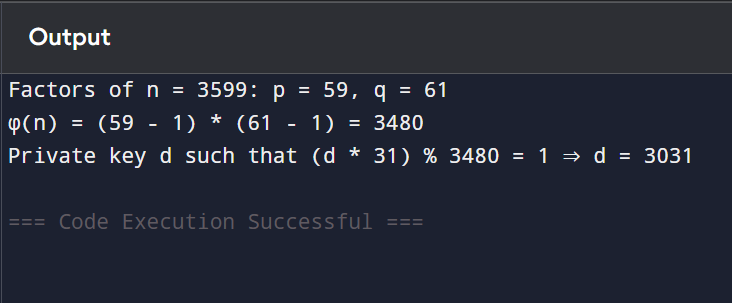 Output
Factors of n = 3599: p = 59, q = 61
φ(n) = (59 - 1) * (61 - 1) = 3480
Private key d such that (d * 31) % 3480 = 1 ⇒ d = 3031
=== Code Execution Successful ===